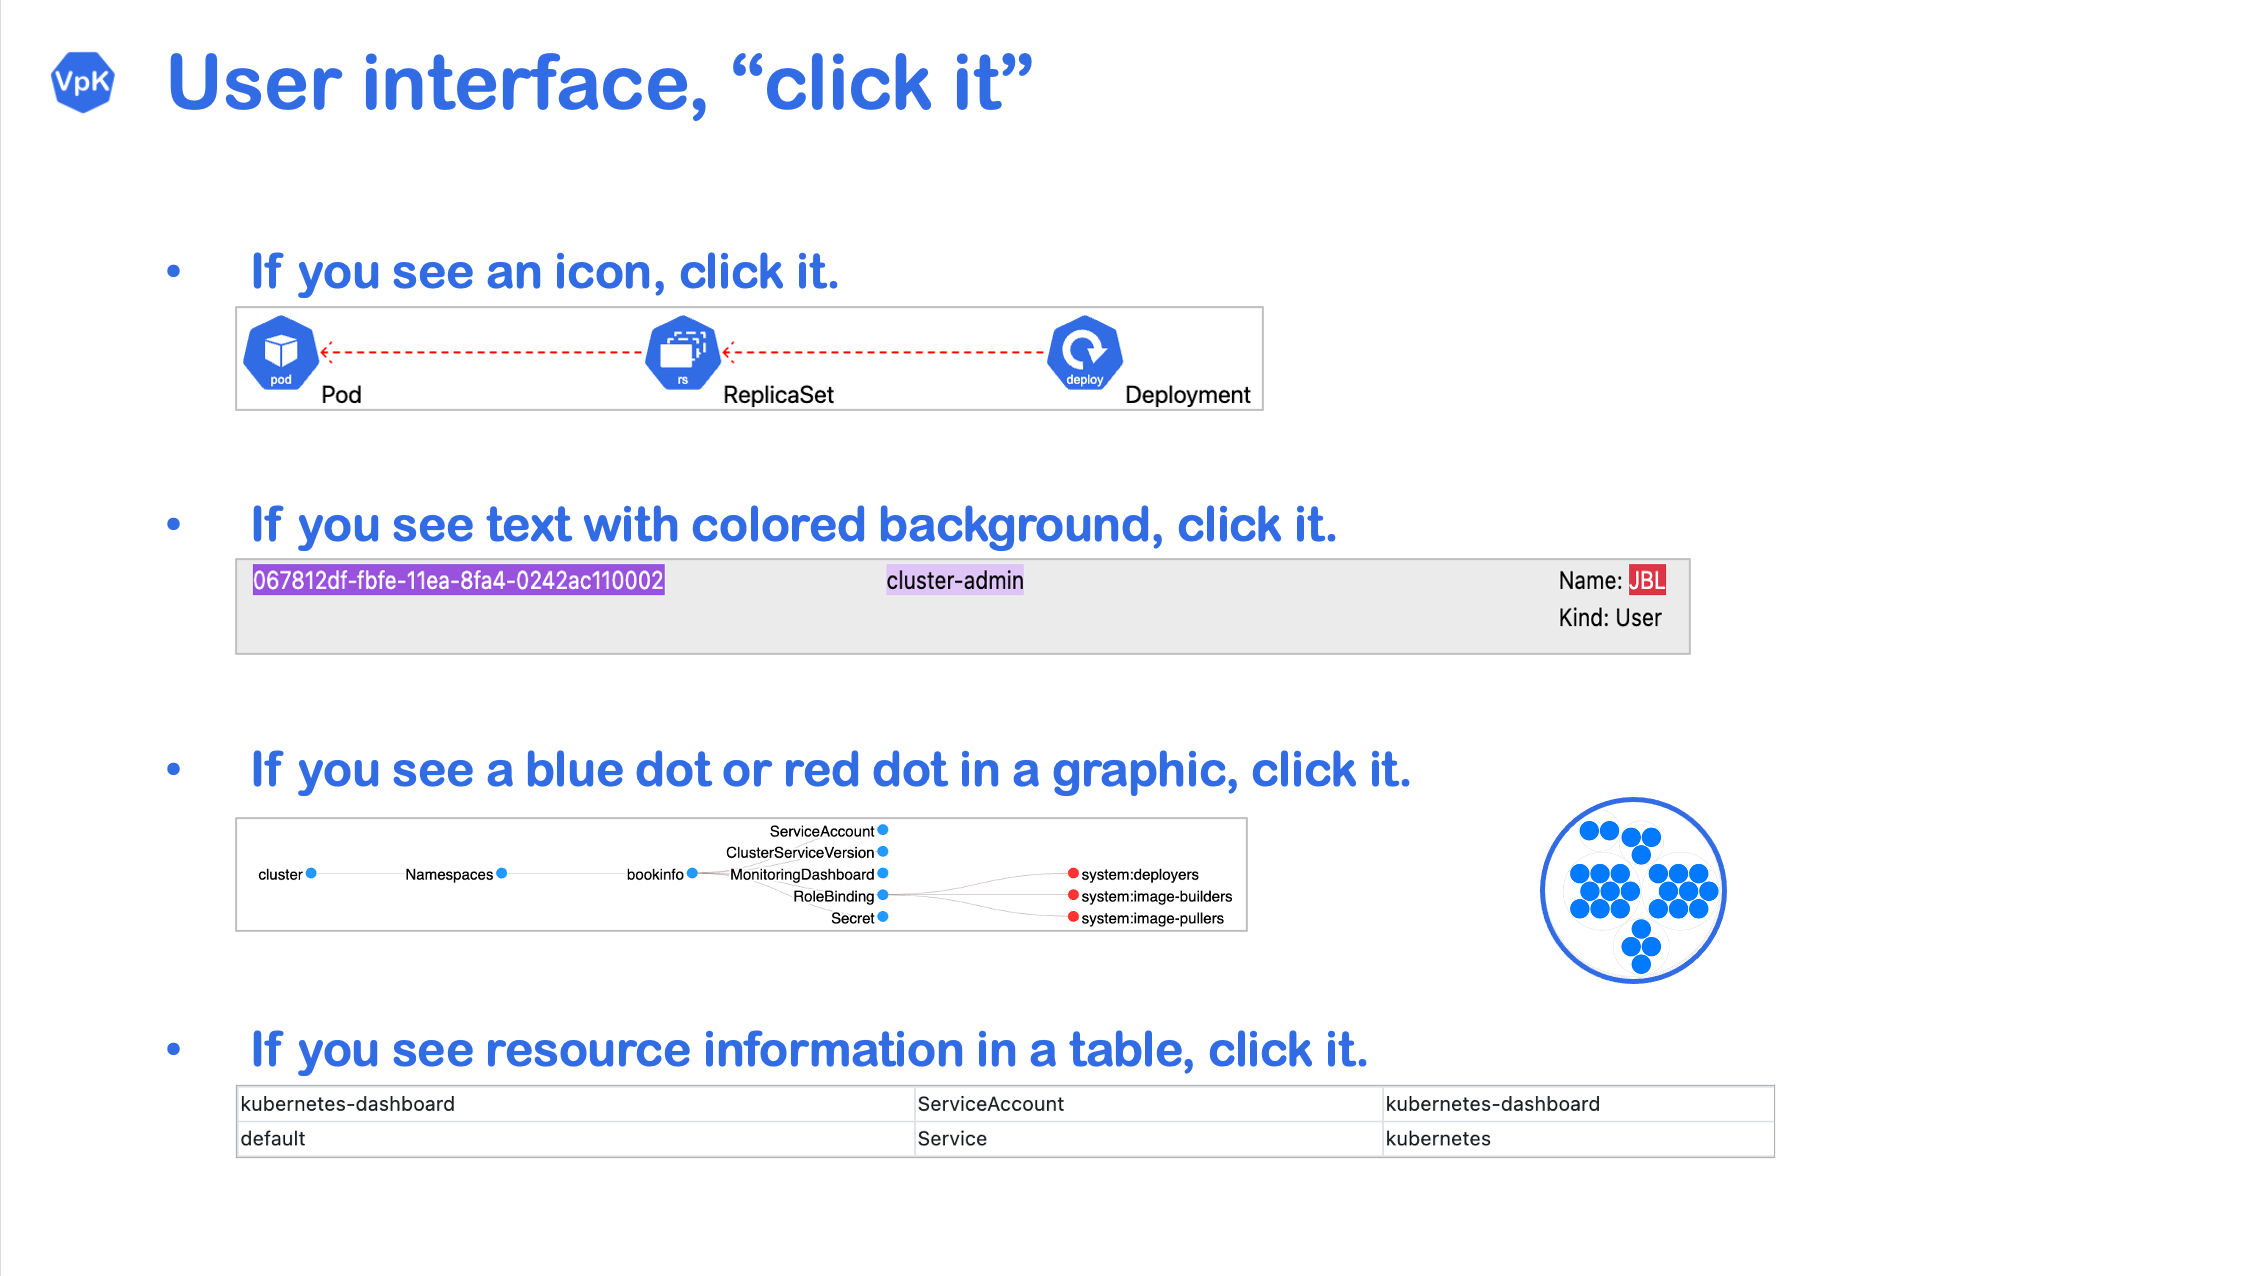 VpK
User interface, “click it”
• If you see an icon, click it.
pod
rs
deploy
Pod
ReplicaSet
Deployment
• If you see text with colored background, click it.
067812df-fbfe-11ea-8fa4-0242ac110002 cluster-admin Name: JBL
Kind: User
• If you see a blue dot or red dot in a graphic, click it.
ServiceAccount
ClusterServiceVersion
cluster Namespaces bookinfo MonitoringDashboard system:deployers
RoleBinding system:image-builders
Secret system:image-pullers
• If you see resource information in a table, click it.
kubernetes-dashboard ServiceAccount kubernetes-dashboard
default Service kubernetes